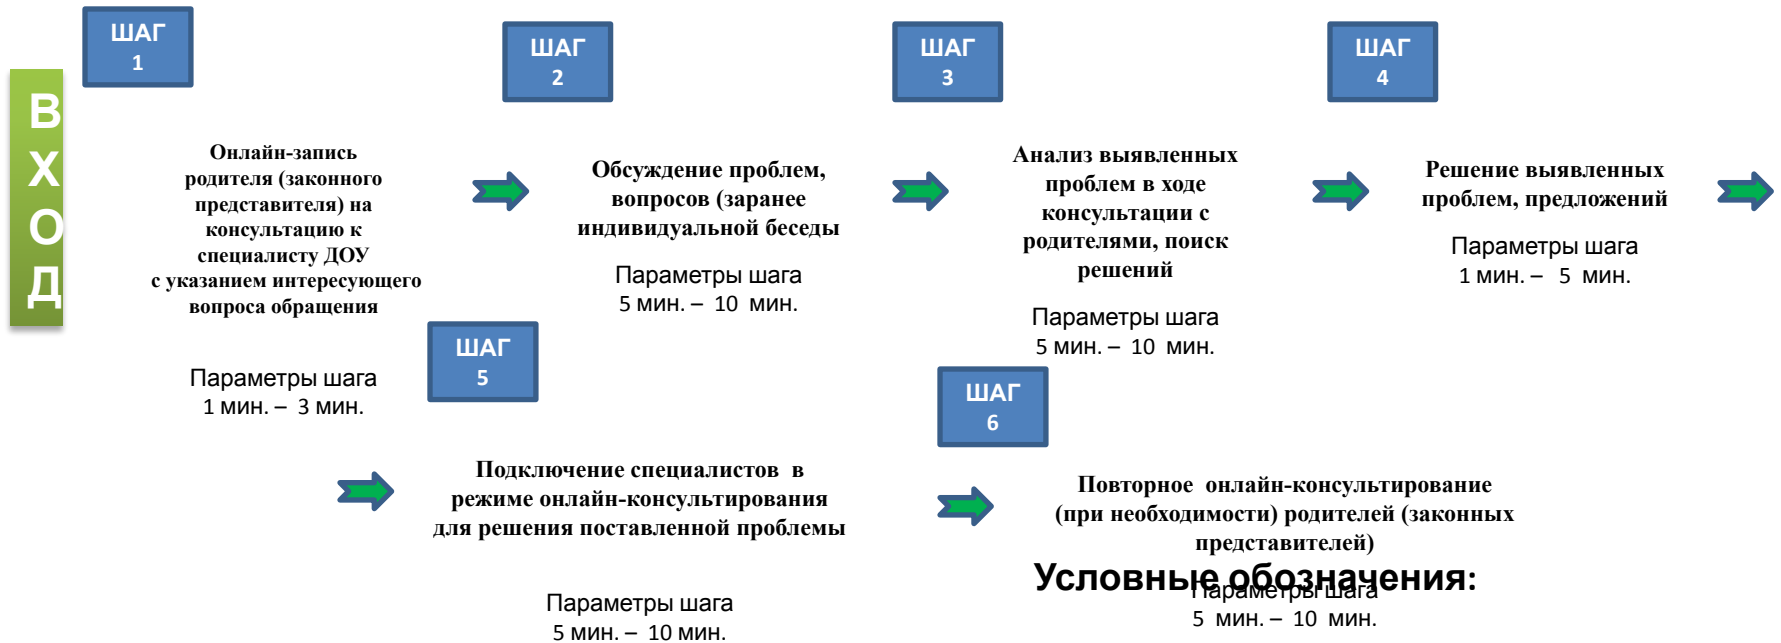 ВХОД
ШАГ
1
Онлайн-запись
родителя (законного
представителя) на
консультацию к
специалисту ДОУ
с указанием интересующего
вопроса обращения
Параметры шага
1 мин. – 3 мин.
ШАГ
2
Обсуждение проблем,
вопросов (заранее
индивидуальной беседы
Параметры шага
5 мин. – 10 мин.
ШАГ
3
Анализ выявленных
проблем в ходе
консультации с
родителями, поиск
решений
Параметры шага
5 мин. – 10 мин.
ШАГ
4
Решение выявленных
проблем, предложений
Параметры шага
1 мин. – 5 мин.
ШАГ
5
Подключение специалистов в
режиме онлайн-консультирования
для решения поставленной проблемы
Параметры шага
5 мин. – 10 мин.
ШАГ
6
Повторное онлайн-консультирование
(при необходимости) родителей (законных
представителей)
Условные обозначения:
Параметры шага
5 мин. – 10 мин.